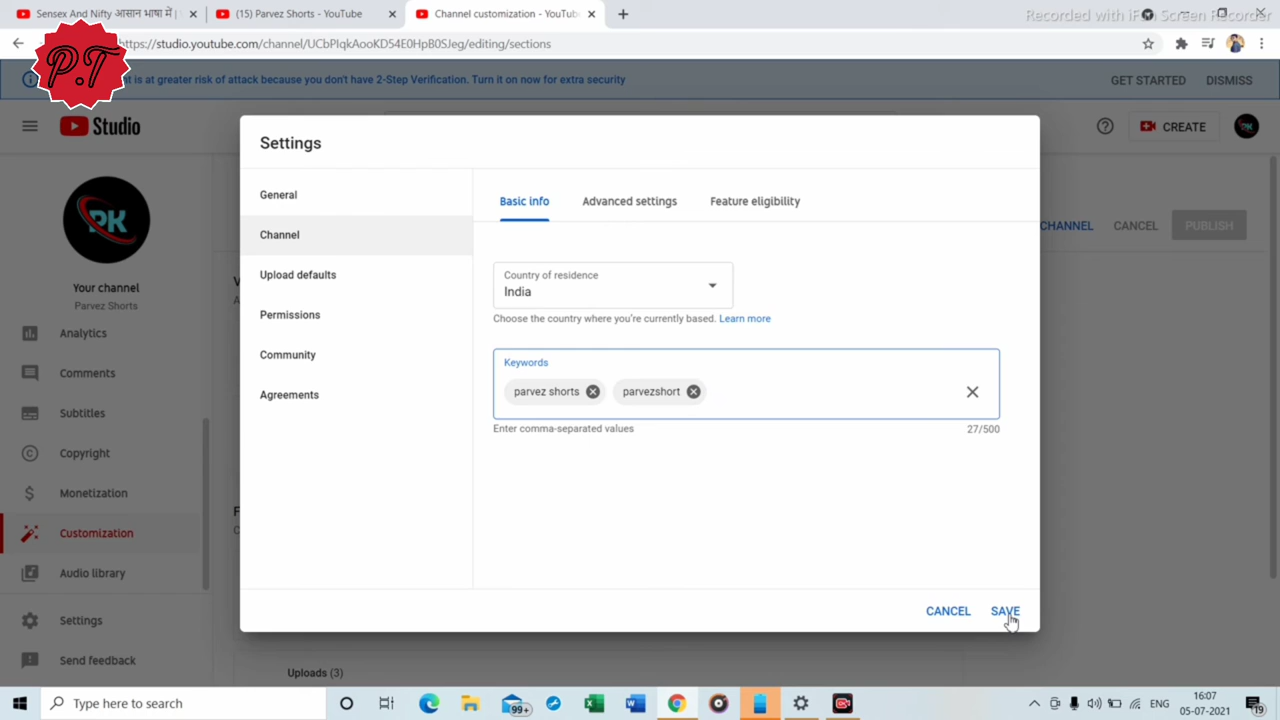 Sensex And Nifty आसान भाषा में |
(15) Parvez Shorts - YouTube
Channel customization - YouTube
Recorded with iFun Screen Recorder
https://studio.youtube.com/channel/UCbPIqkAooKD54E0HpB0SJeg/editing/sections
P.T
nt is at greater risk of attack because you don't have 2-Step Verification. Turn it on now for extra security
GET STARTED
DISMISS
Studio
CREATE
PK
Your channel
Parvez Shorts
Analytics
Comments
Subtitles
Copyright
Monetization
Customization
Audio library
Settings
Send feedback
CHANNEL
CANCEL
PUBLISH
Settings
General
Channel
Upload defaults
Permissions
Community
Agreements
Basic info
Advanced settings
Feature eligibility
Country of residence
India
Choose the country where you're currently based. Learn more
Keywords
parvez shorts
parvezshort
Enter comma-separated values
27/500
CANCEL
SAVE
Uploads (3)
Type here to search
99+
ENG
16:07
05-07-2021
19